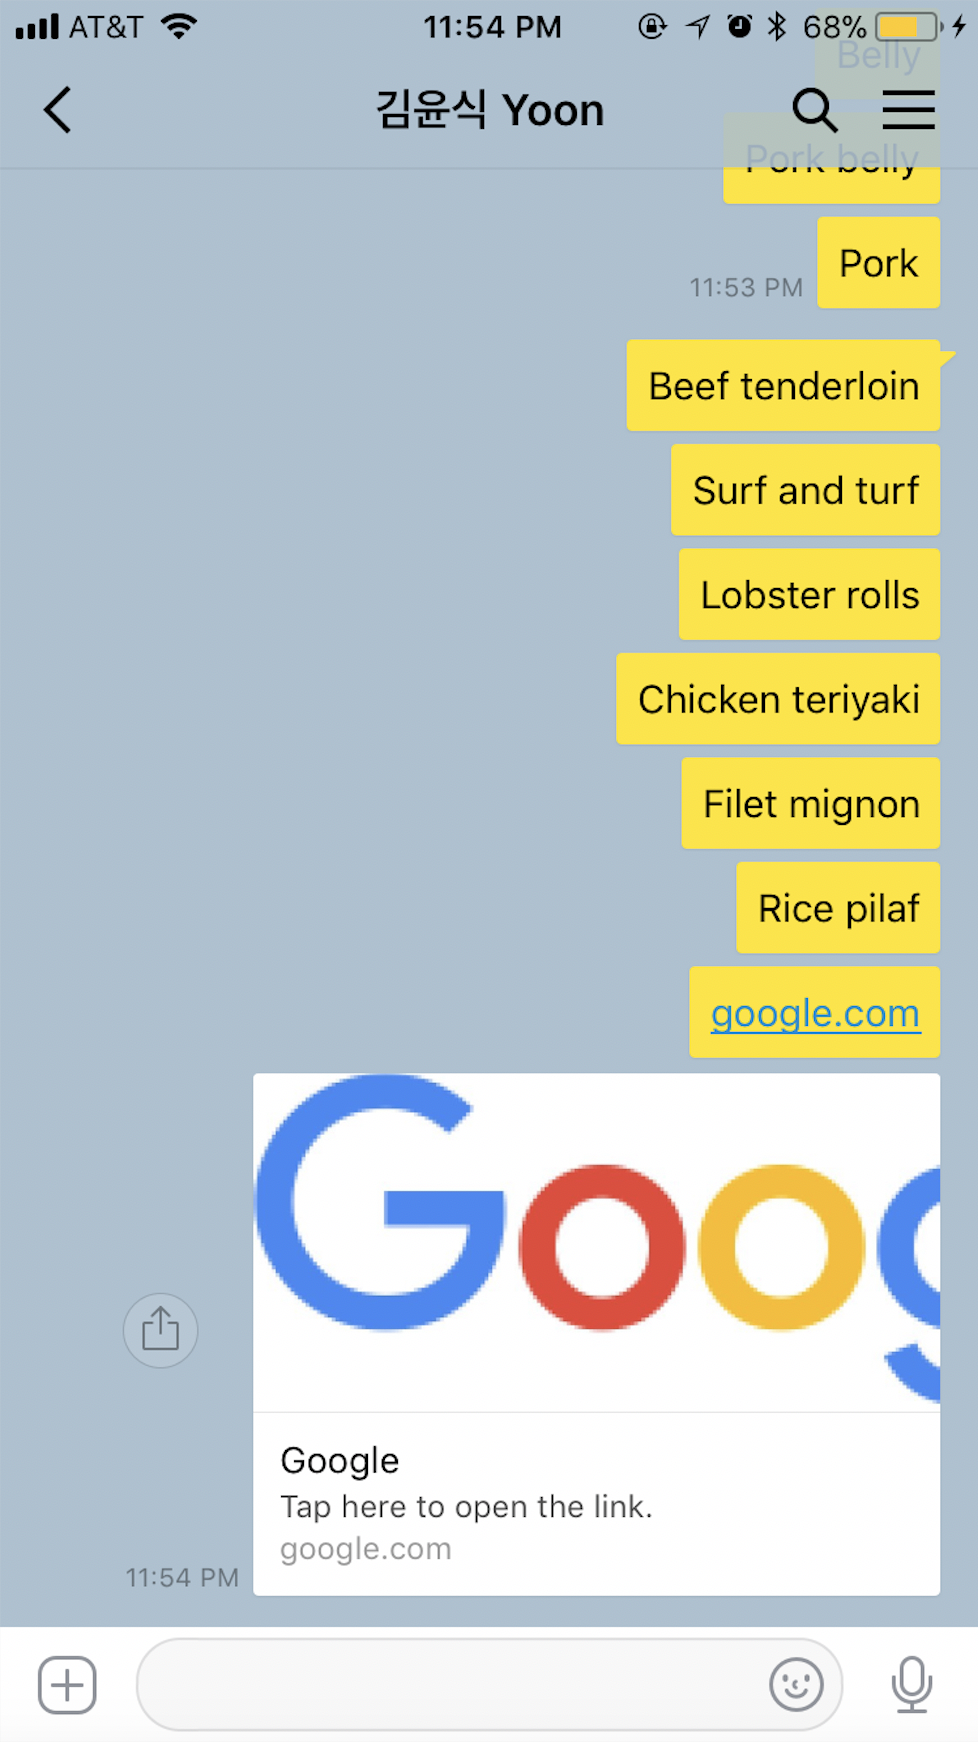 AT&T 11:54 PM 68%
Belly
김윤식 Yoon
Pork belly
Pork
11:53 PM
Beef tenderloin
Surf and turf
Lobster rolls
Chicken teriyaki
Filet mignon
Rice pilaf
google.com
Goog
Google
Tap here to open the link.
google.com
11:54 PM